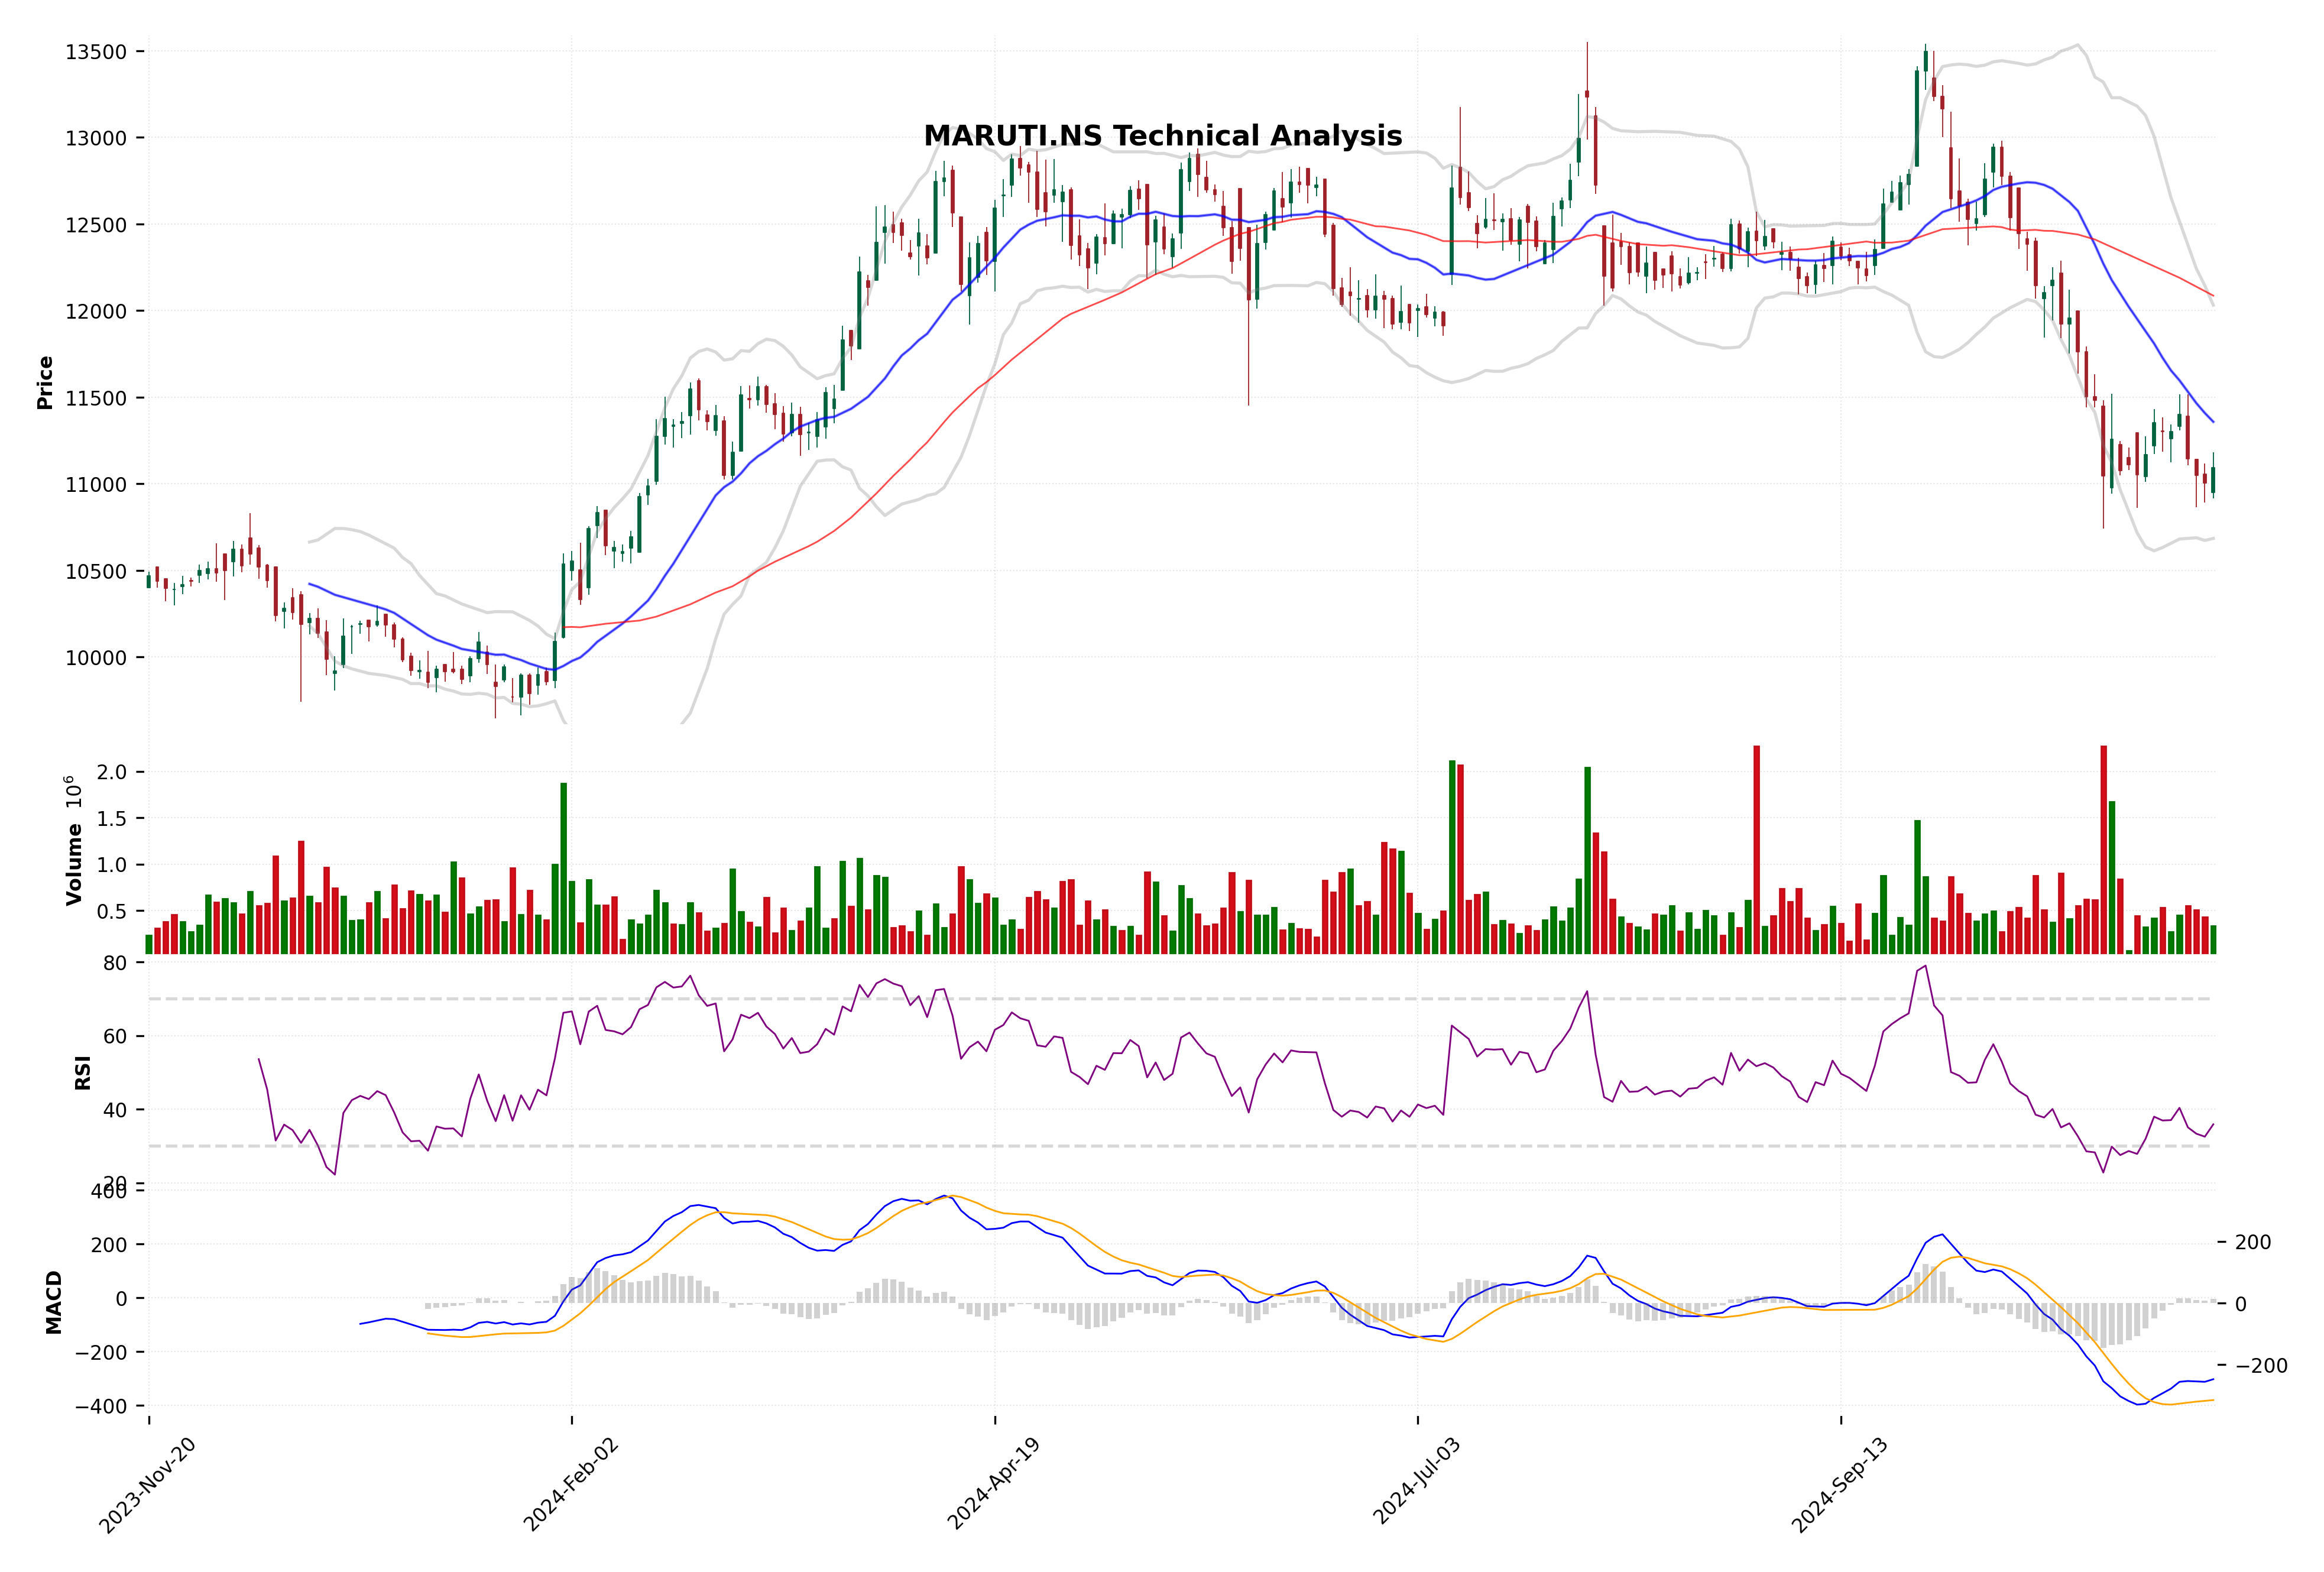 MARUTI.NS Technical Analysis
Price
13500
13000
12500
12000
11500
11000
10500
10000
Volume 10^6
2.0
1.5
1.0
0.5
RSI
80
60
40
20
MACD
400
200
0
−200
−400
200
0
−200
2023-Nov-20
2024-Feb-02
2024-Apr-19
2024-Jul-03
2024-Sep-13